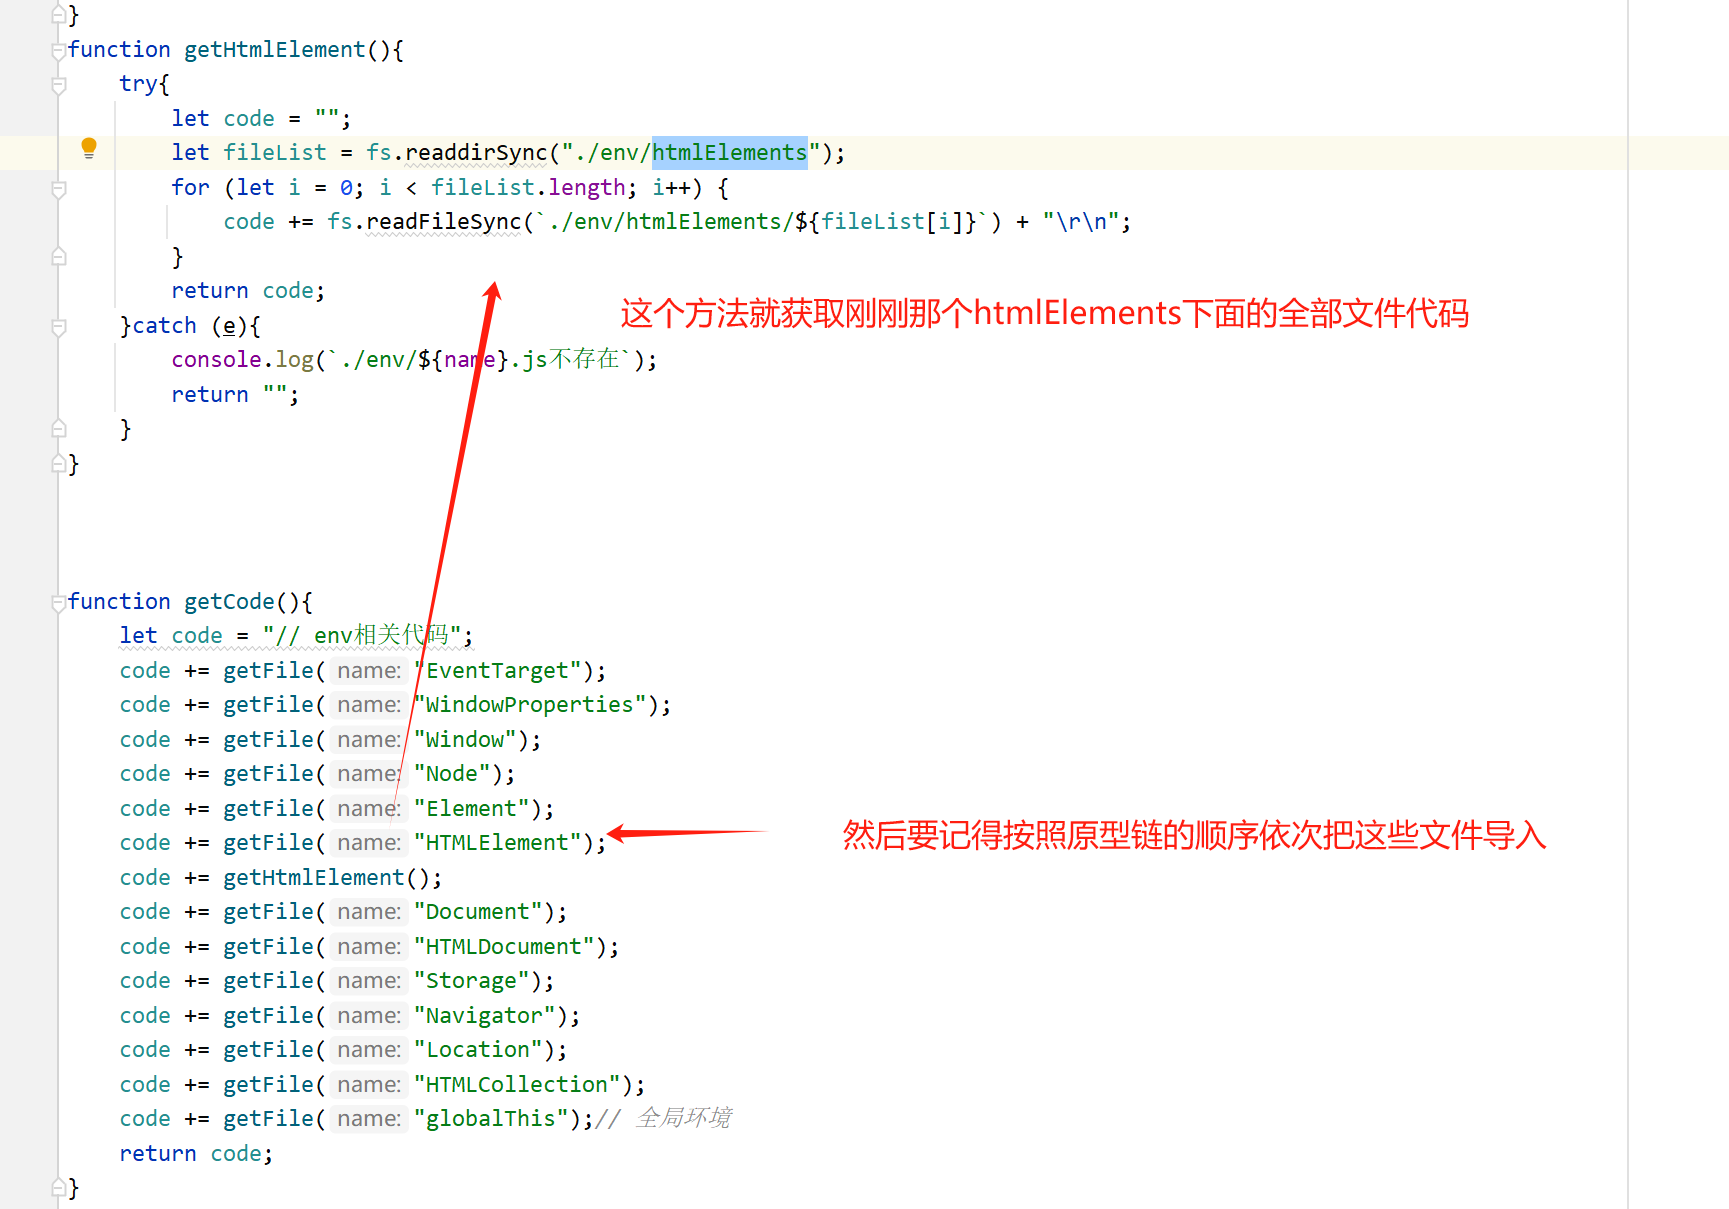 }
function getHtmlElement(){
    try{
        let code = "";
        let fileList = fs.readdirSync("./env/htmlElements");
        for (let i = 0; i < fileList.length; i++) {
            code += fs.readFileSync(`./env/htmlElements/${fileList[i]}`) + "\r\n";
        }
        return code;
这个方法就获取刚刚那个htmlElements下面的全部文件代码
    }catch (e){
        console.log(`./env/${name}.js不存在`);
        return "";
    }
}
function getCode(){
    let code = "// env相关代码";
    code += getFile( name: "EventTarget");
    code += getFile( name: "WindowProperties");
    code += getFile( name: "Window");
    code += getFile( name: "Node");
    code += getFile( name: "Element");
    code += getFile( name: "HTMLElement");
然后要记得按照原型链的顺序依次把这些文件导入
    code += getHtmlElement();
    code += getFile( name: "Document");
    code += getFile( name: "HTMLDocument");
    code += getFile( name: "Storage");
    code += getFile( name: "Navigator");
    code += getFile( name: "Location");
    code += getFile( name: "HTMLCollection");
    code += getFile( name: "globalThis");// 全局环境
    return code;
}